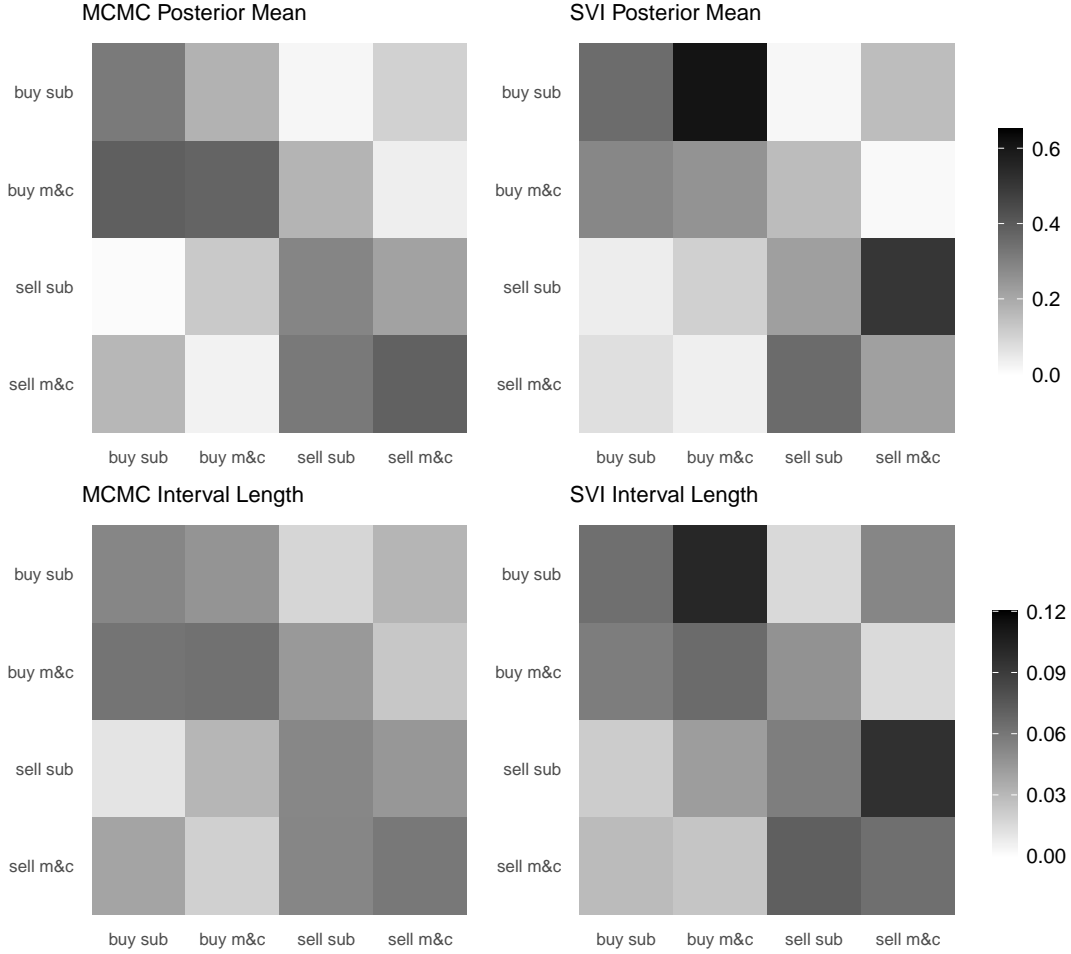 MCMC Posterior Mean
SVI Posterior Mean
buy sub
buy m&c
sell sub
sell m&c
buy sub buy m&c sell sub sell m&c
buy sub
buy m&c
sell sub
sell m&c
buy sub buy m&c sell sub sell m&c
0.6
0.4
0.2
0.0
MCMC Interval Length
SVI Interval Length
buy sub
buy m&c
sell sub
sell m&c
buy sub buy m&c sell sub sell m&c
buy sub
buy m&c
sell sub
sell m&c
buy sub buy m&c sell sub sell m&c
0.12
0.09
0.06
0.03
0.00